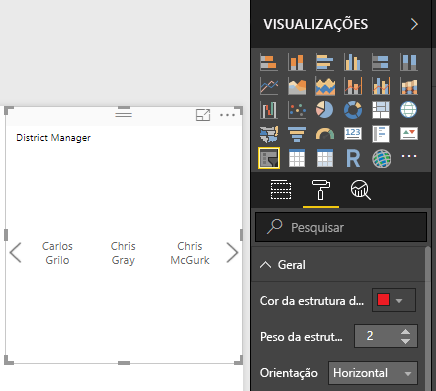 VISUALIZAÇÕES
123
R
District Manager
Carlos
Grilo
Chris
Gray
Chris
McGurk
Pesquisar
Geral
Cor da estrutura d...
Peso da estrut...
2
Orientação
Horizontal